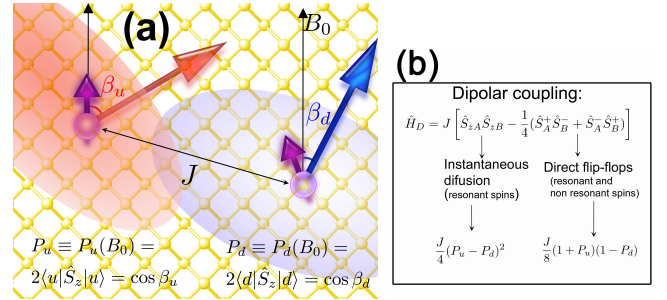 (a)
B₀
β_u
β_d
J
P_u ≡ P_u(B₀) =
2⟨u|Ŝ_z|u⟩ = cos β_u
P_d ≡ P_d(B₀) =
2⟨d|Ŝ_z|d⟩ = cos β_d
(b)
Dipolar coupling:
Ĥ_D = J [ Ŝ_zA Ŝ_zB − 1/4 (Ŝ_A^+ Ŝ_B^- + Ŝ_A^- Ŝ_B^+) ]
Instantaneous
difusion
(resonant spins)
Direct flip-flops
(resonant and
non resonant spins)
J/4 (P_u − P_d)²
J/8 (1 + P_u)(1 − P_d)